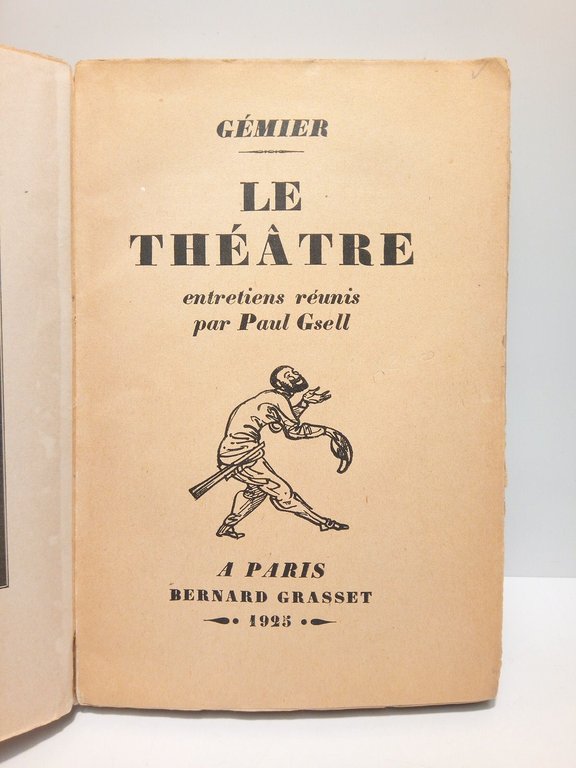 GÉMIER
LE
THÉÂTRE
entretiens réunis
par Paul Gsell
A PARIS
BERNARD GRASSET
1925